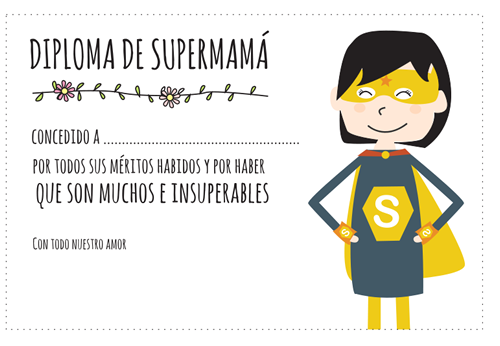 DIPLOMA DE SUPERMAMÁ
CONCEDIDO A ................................................
POR TODOS SUS MÉRITOS HABIDOS Y POR HABER
QUE SON MUCHOS E INSUPERABLES
CON TODO NUESTRO AMOR
S
S
S